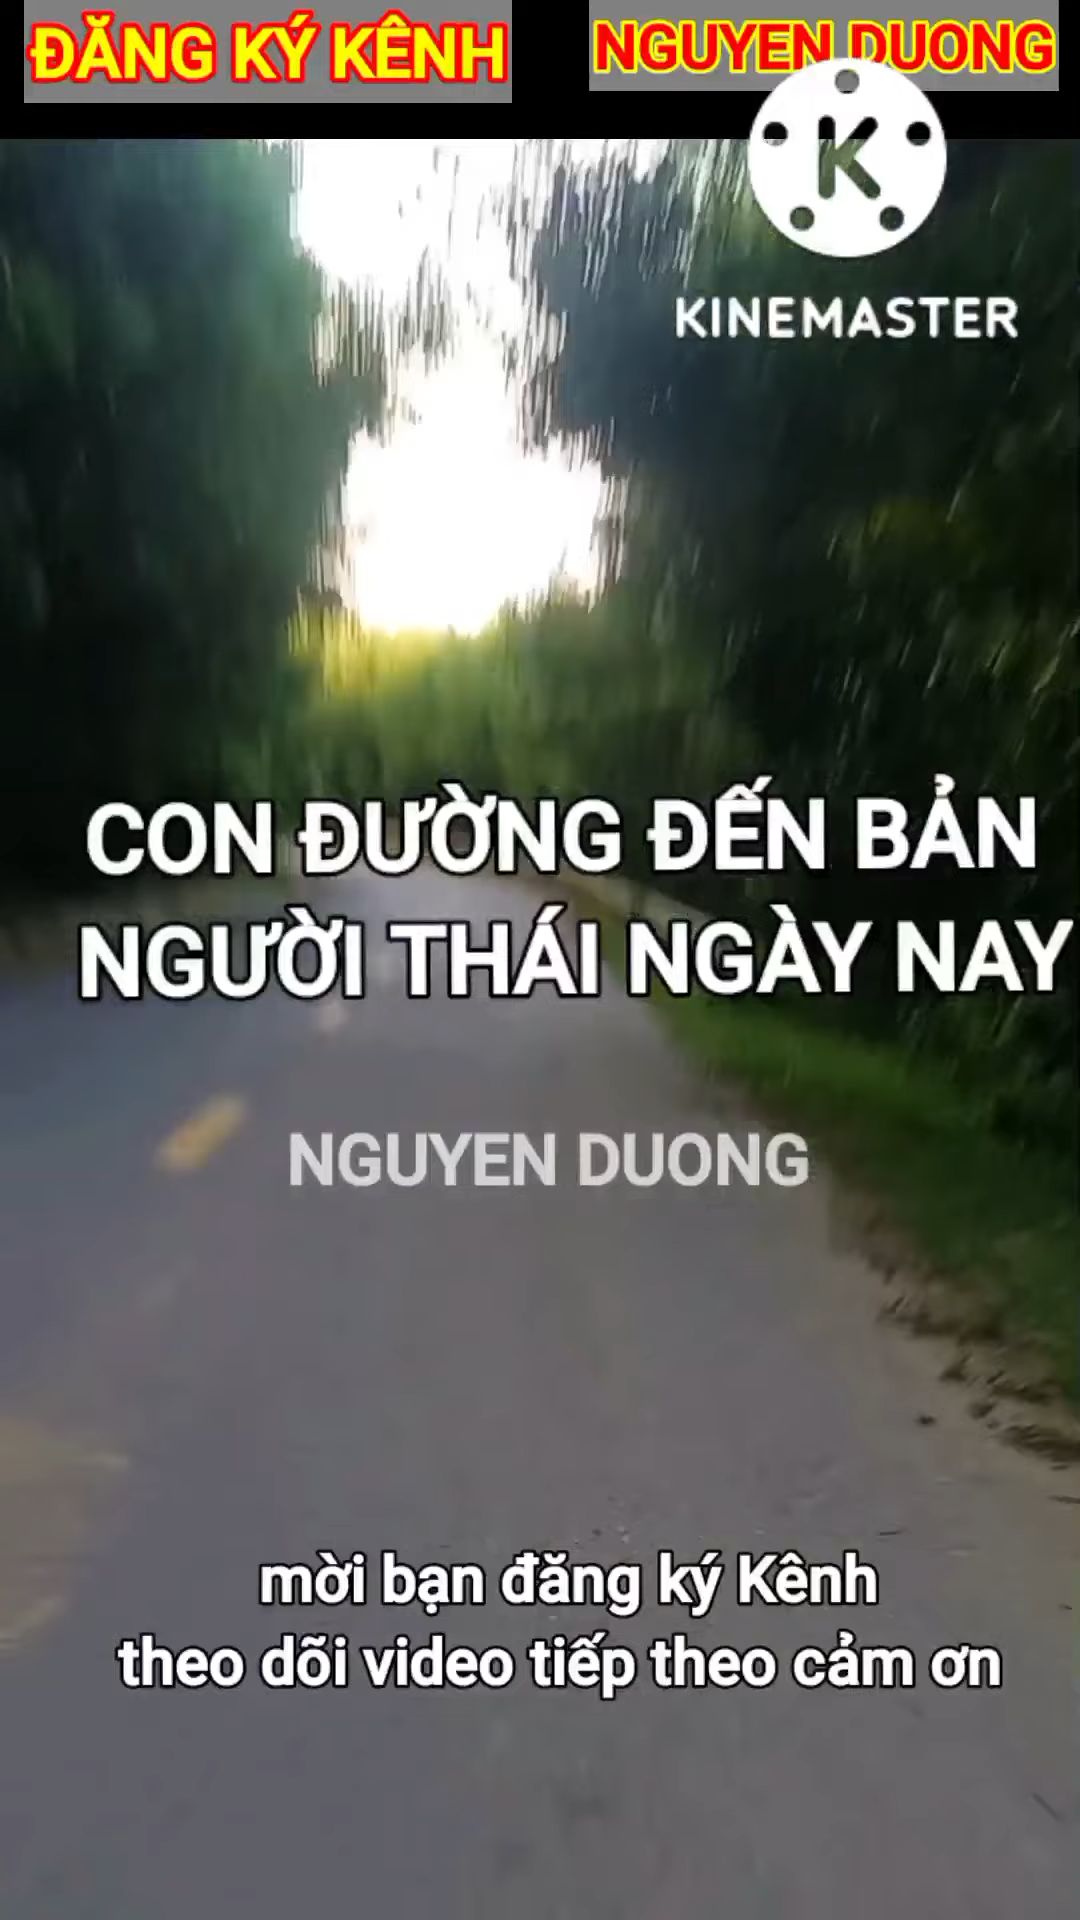 ĐĂNG KÝ KÊNH
NGUYEN DUONG
K
KINEMASTER
CON ĐƯỜNG ĐẾN BẢN
NGƯỜI THÁI NGÀY NAY
NGUYEN DUONG
mời bạn đăng ký Kênh
theo dõi video tiếp theo cảm ơn